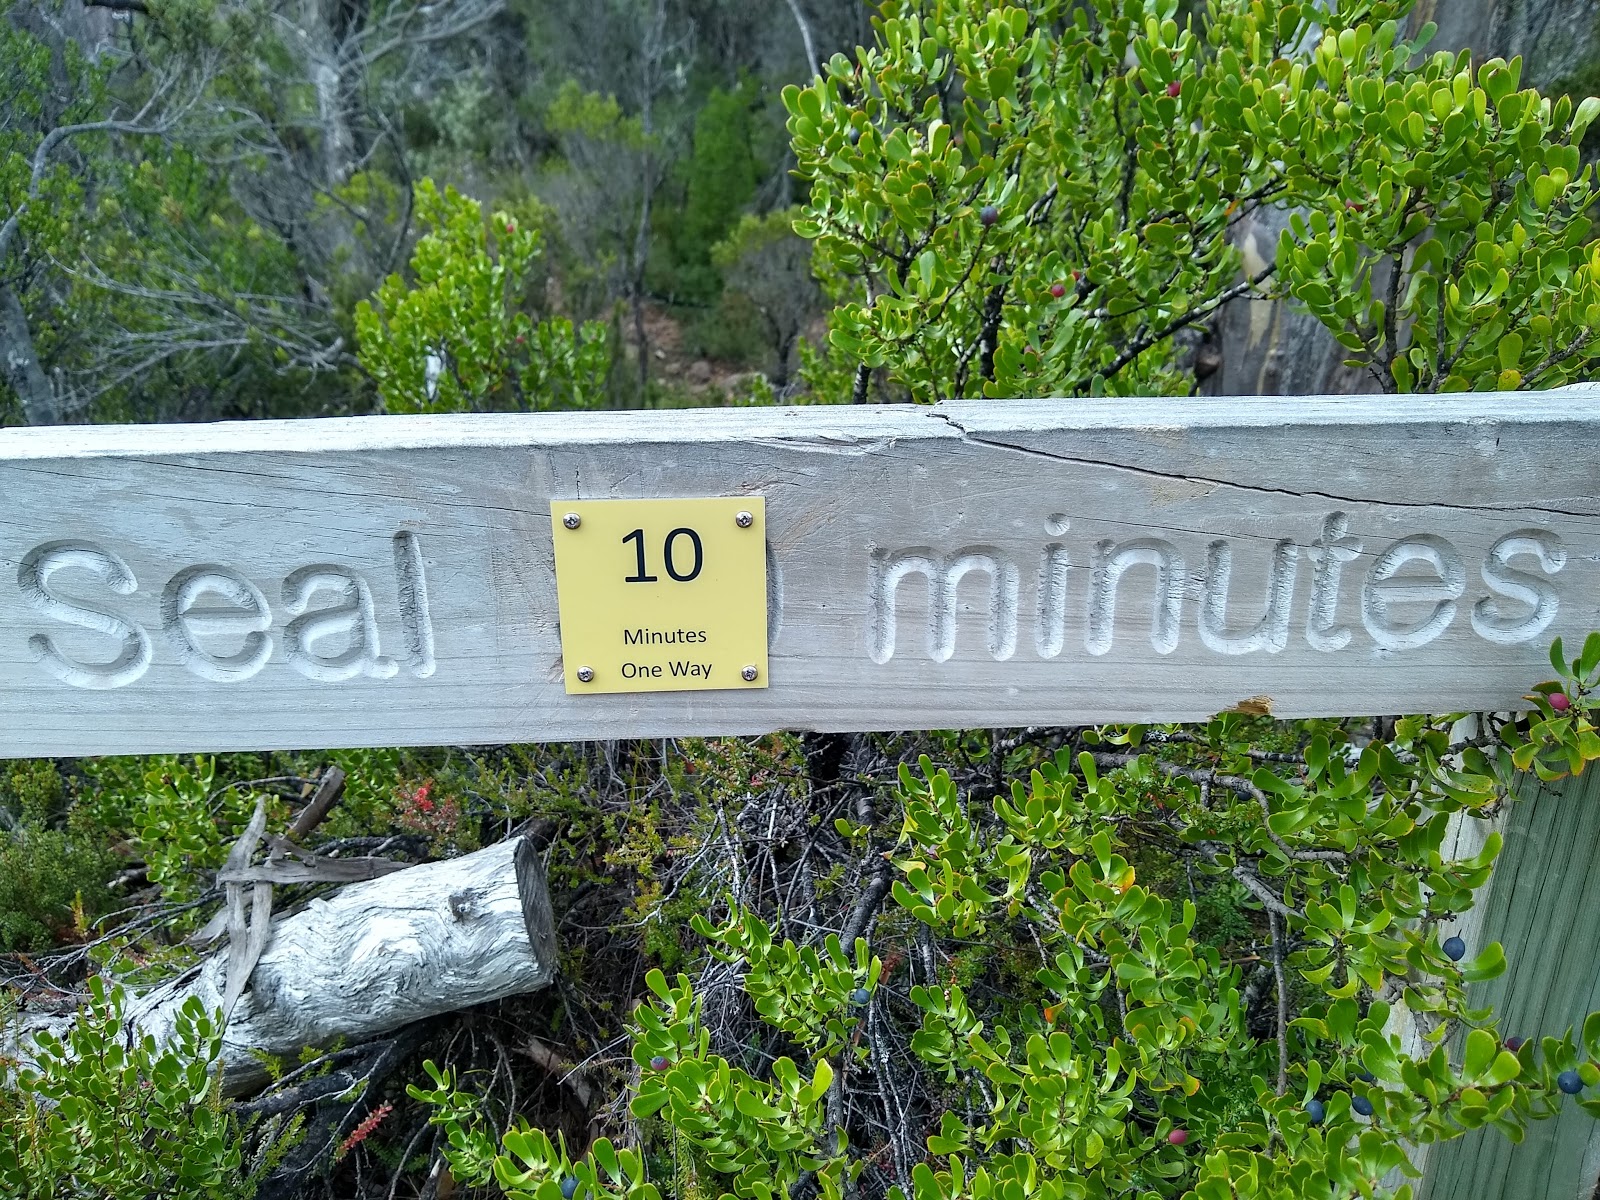 Seal minutes
10
Minutes
One Way